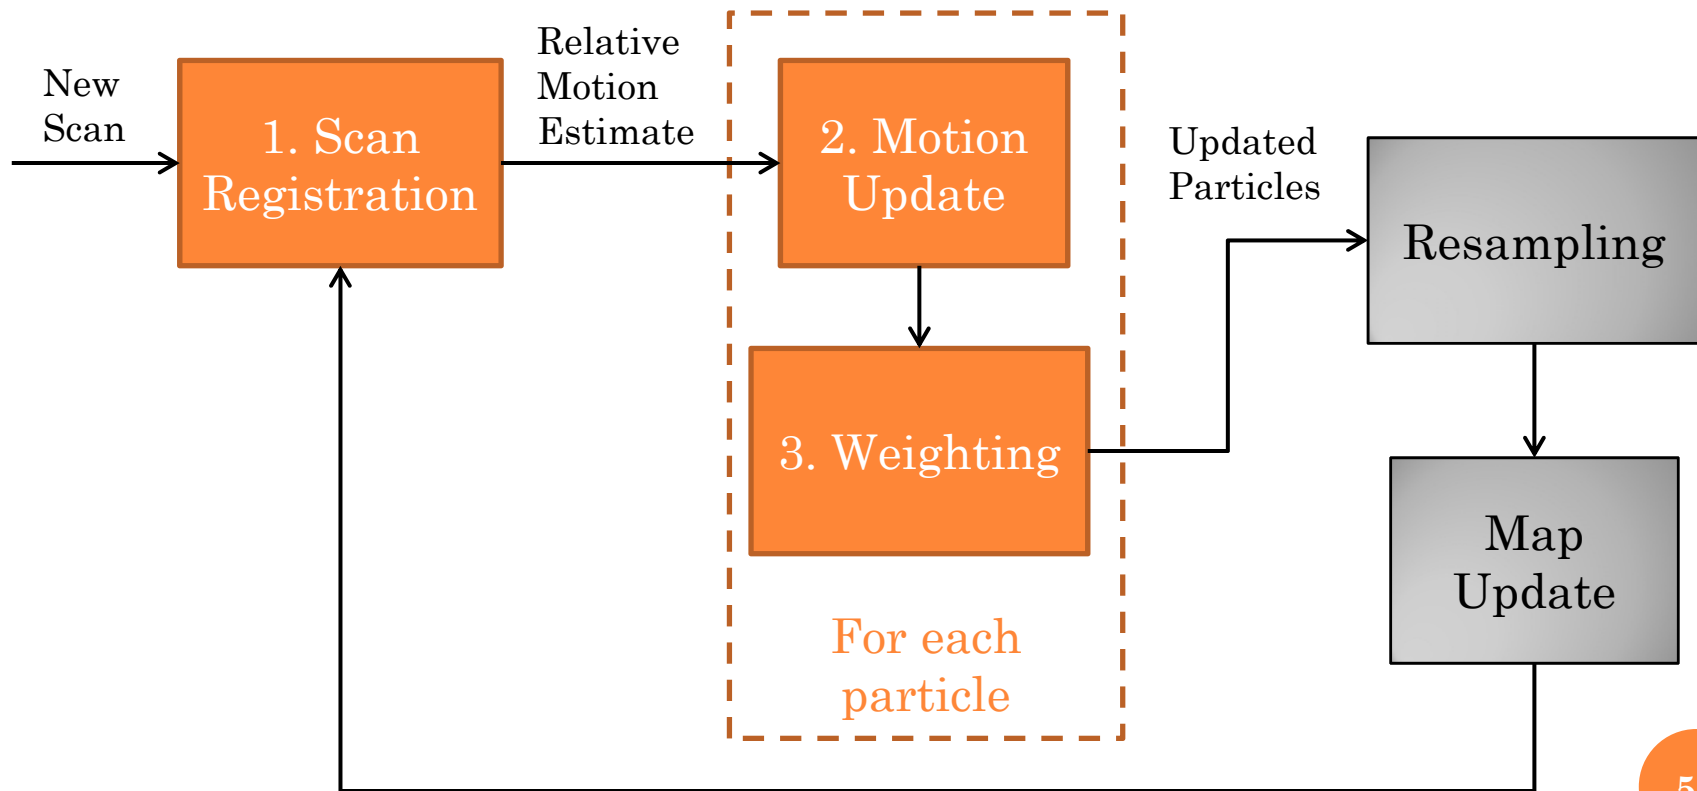 New
Scan
1. Scan
Registration
Relative
Motion
Estimate
2. Motion
Update
3. Weighting
For each
particle
Updated
Particles
Resampling
Map
Update
5